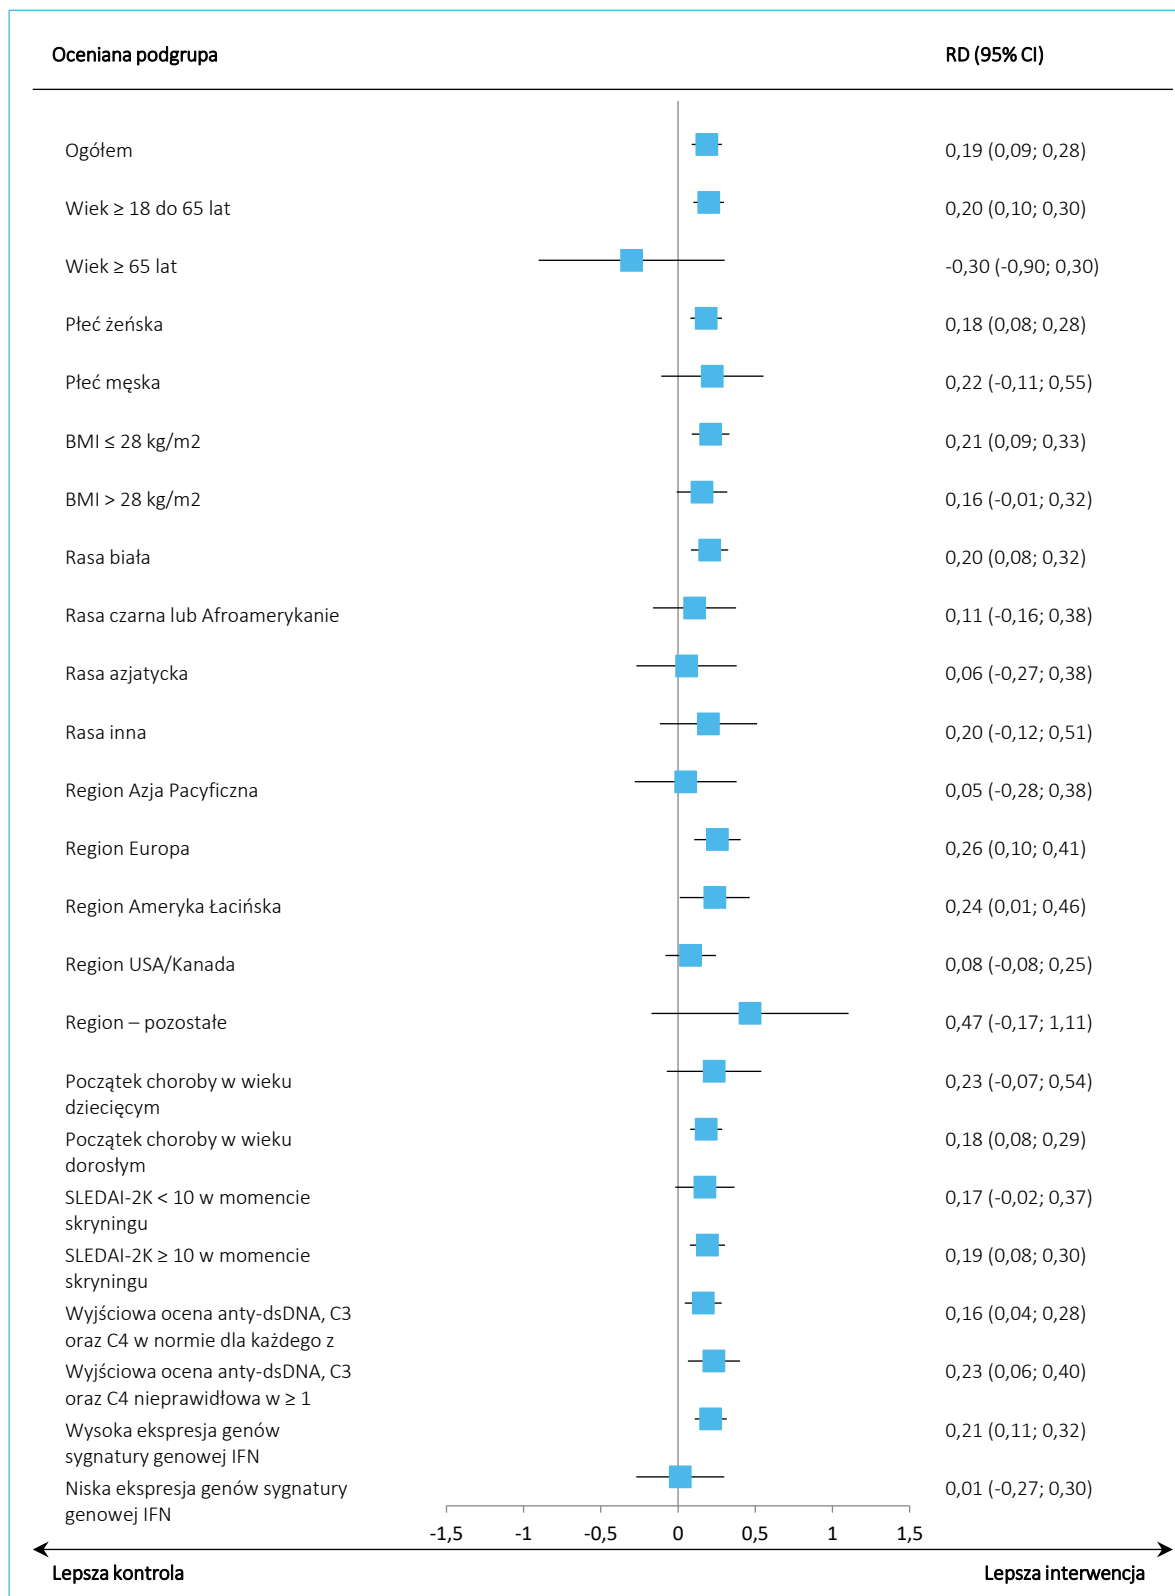 Oceniana podgrupa RD (95% CI)
Ogółem 0,19 (0,09; 0,28)
Wiek ≥ 18 do 65 lat 0,20 (0,10; 0,30)
Wiek ≥ 65 lat -0,30 (-0,90; 0,30)
Płeć żeńska 0,18 (0,08; 0,28)
Płeć męska 0,22 (-0,11; 0,55)
BMI ≤ 28 kg/m2 0,21 (0,09; 0,33)
BMI > 28 kg/m2 0,16 (-0,01; 0,32)
Rasa biała 0,20 (0,08; 0,32)
Rasa czarna lub Afroamerykanie 0,11 (-0,16; 0,38)
Rasa azjatycka 0,06 (-0,27; 0,38)
Rasa inna 0,20 (-0,12; 0,51)
Region Azja Pacyficzna 0,05 (-0,28; 0,38)
Region Europa 0,26 (0,10; 0,41)
Region Ameryka Łacińska 0,24 (0,01; 0,46)
Region USA/Kanada 0,08 (-0,08; 0,25)
Region – pozostałe 0,47 (-0,17; 1,11)
Początek choroby w wieku 0,23 (-0,07; 0,54)
dziecięcym
Początek choroby w wieku 0,18 (0,08; 0,29)
dorosłym
SLEDAI-2K < 10 w momencie 0,17 (-0,02; 0,37)
skryningu
SLEDAI-2K ≥ 10 w momencie 0,19 (0,08; 0,30)
skryningu
Wyjściowa ocena anty-dsDNA, C3 0,16 (0,04; 0,28)
oraz C4 w normie dla każdego z
Wyjściowa ocena anty-dsDNA, C3 0,23 (0,06; 0,40)
oraz C4 nieprawidłowa w ≥ 1
Wysoka ekspresja genów 0,21 (0,11; 0,32)
sygnatury genowej IFN
Niska ekspresja genów sygnatury 0,01 (-0,27; 0,30)
genowej IFN
-1,5 -1 -0,5 0 0,5 1 1,5
Lepsza kontrola Lepsza interwencja